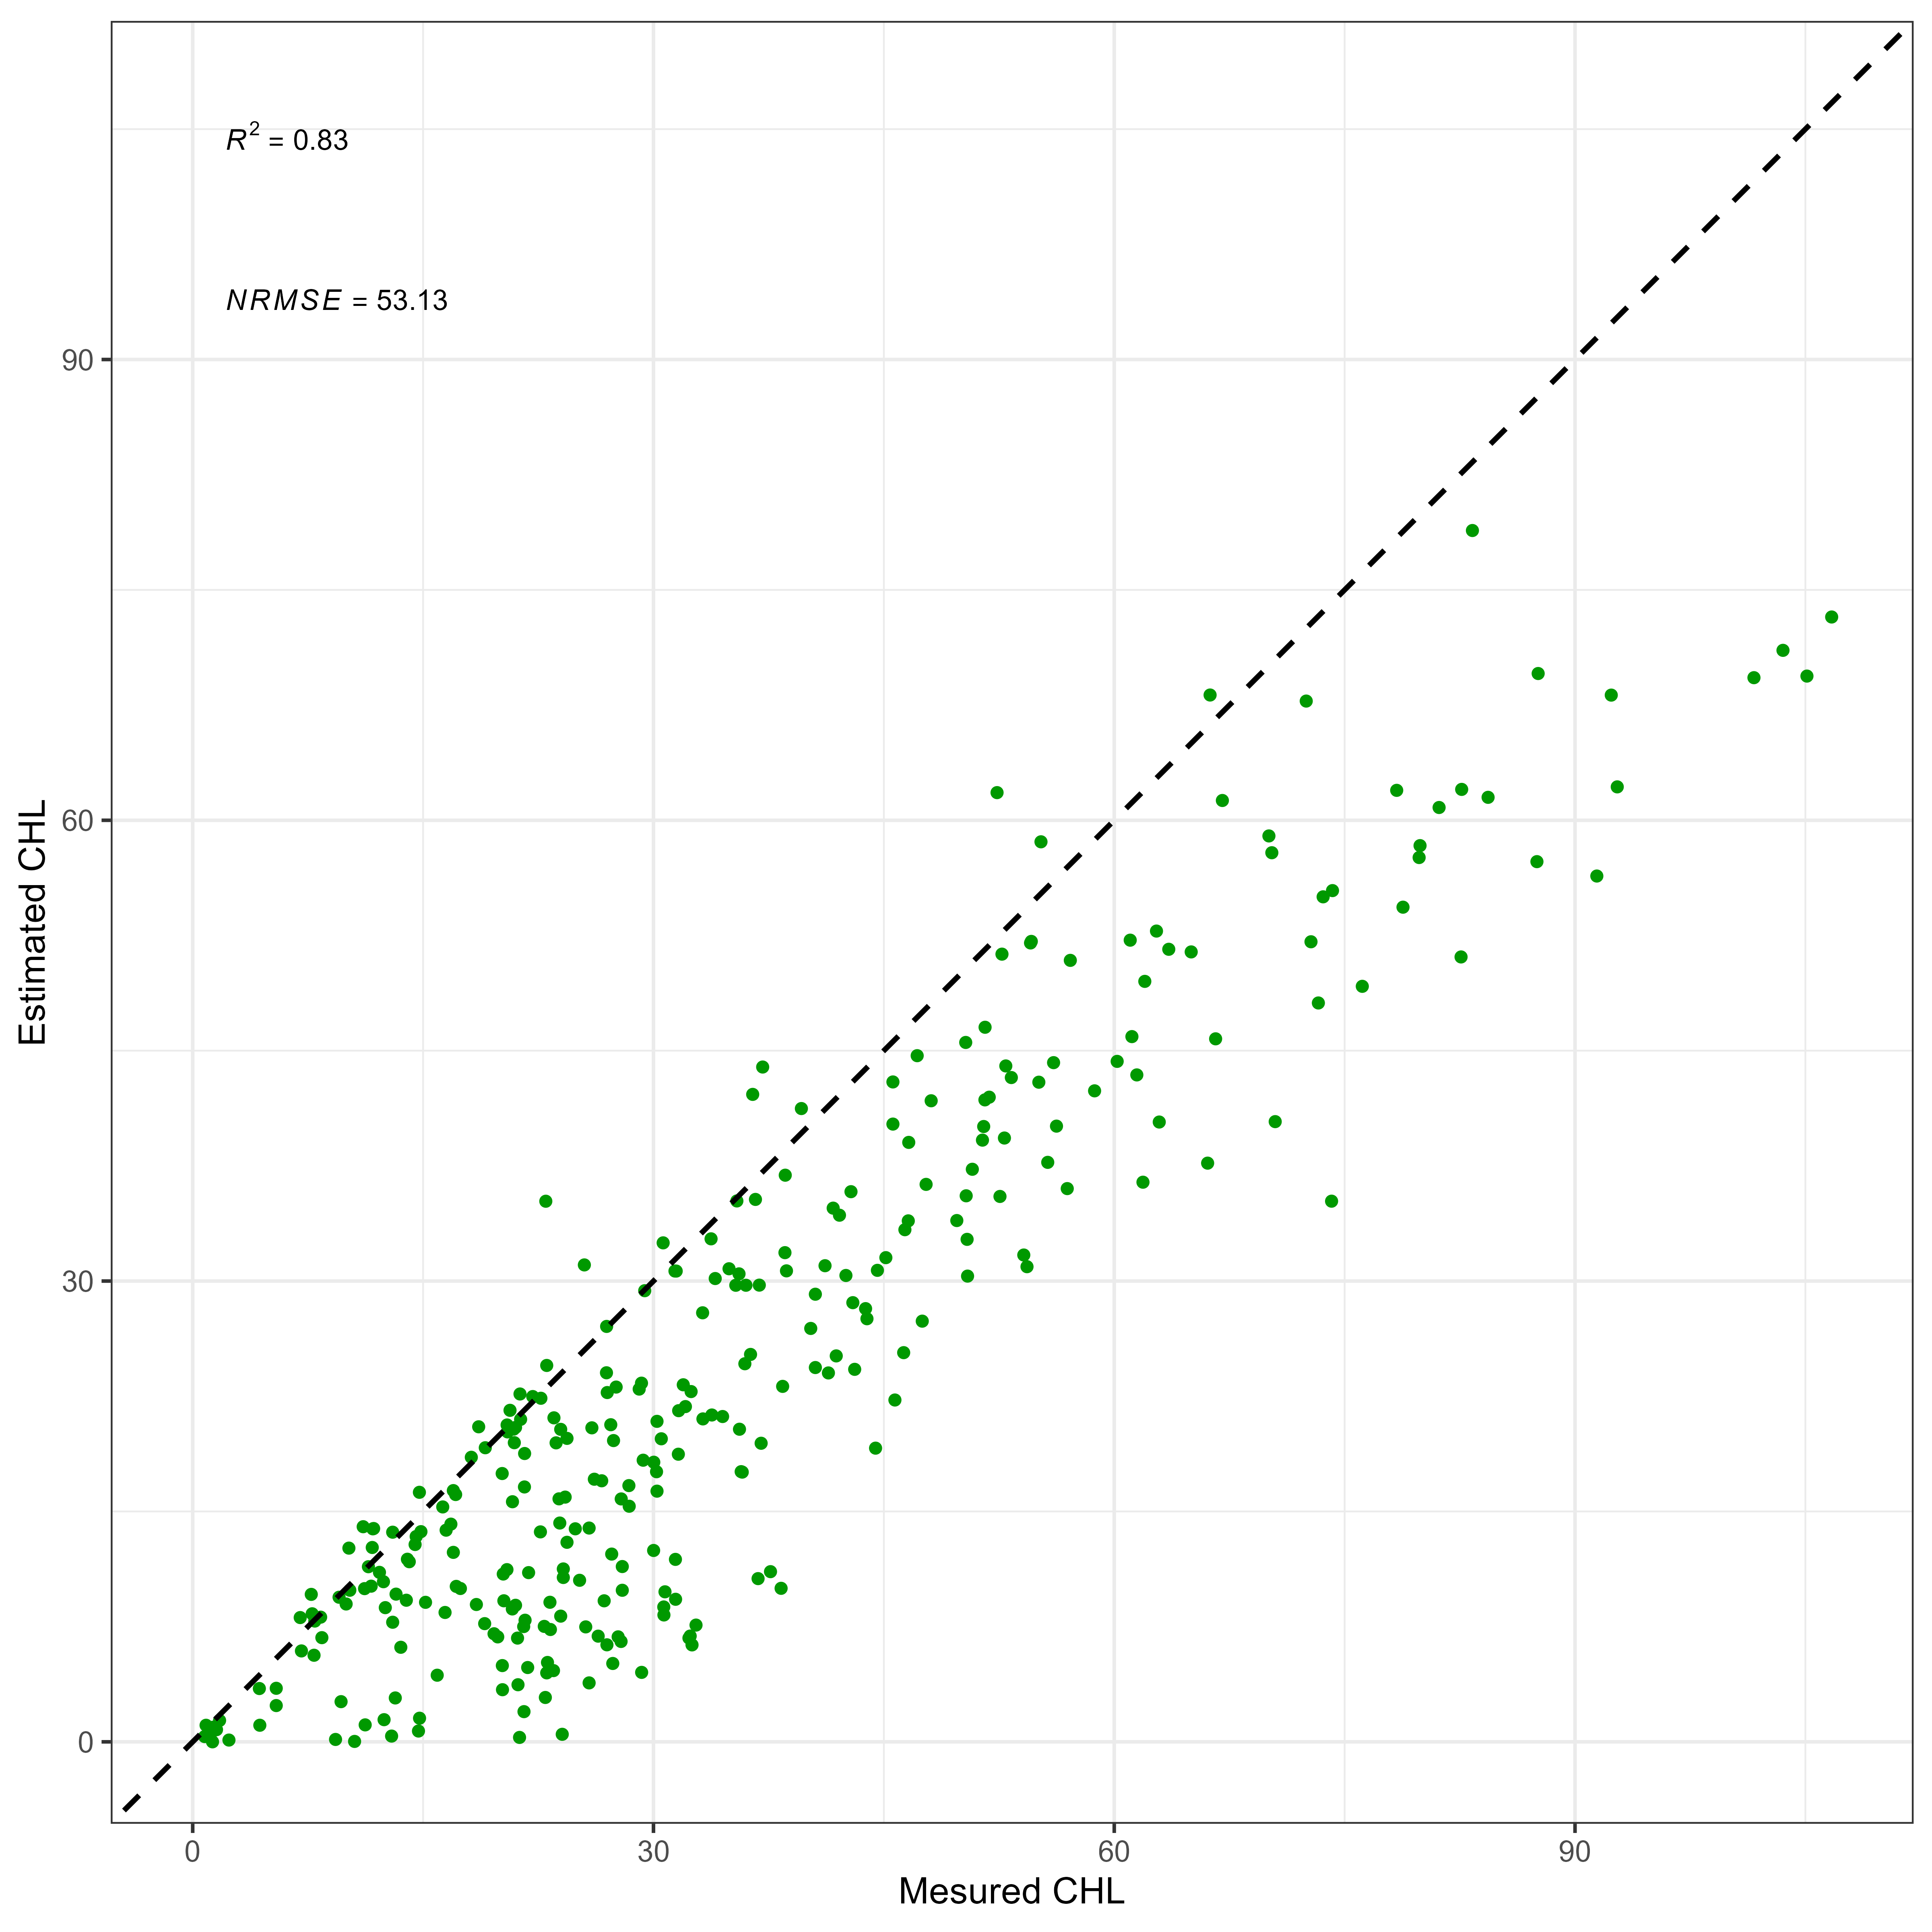 R² = 0.83
NRMSE = 53.13
90
60
30
0
Estimated CHL
0 30 60 90
Mesured CHL